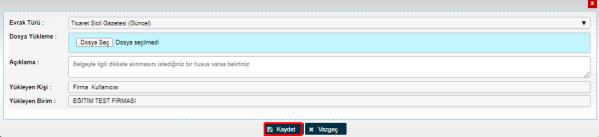 Evrak Türü : Ticaret Sicil Gazetesi (Güncel)
Dosya Yükleme : Dosya Seç Dosya seçilmedi
Açıklama : Belgeyle ilgili dikkate alınmasını istediğiniz bir husus varsa belirtiniz
Yükleyen Kişi : Firma Kullanıcısı
Yükleyen Birim : EĞİTİM TEST FİRMASI
Kaydet Vazgeç